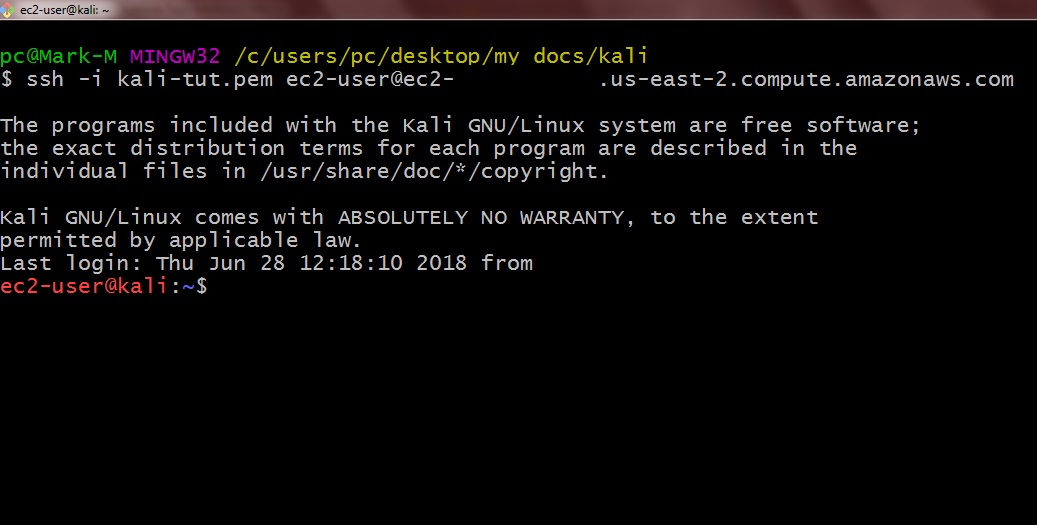 ec2-user@kali: ~
pc@Mark-M MINGW32 /c/users/pc/desktop/my docs/kali
$ ssh -i kali-tut.pem ec2-user@ec2- .us-east-2.compute.amazonaws.com
The programs included with the Kali GNU/Linux system are free software;
the exact distribution terms for each program are described in the
individual files in /usr/share/doc/*/copyright.
Kali GNU/Linux comes with ABSOLUTELY NO WARRANTY, to the extent
permitted by applicable law.
Last login: Thu Jun 28 12:18:10 2018 from
ec2-user@kali:~$